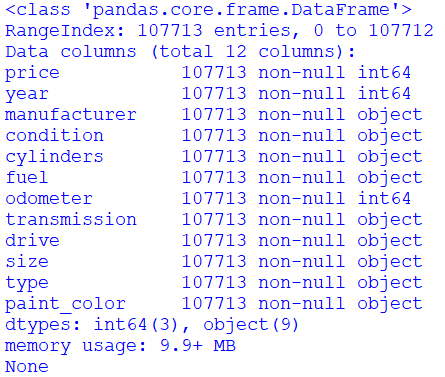 <class 'pandas.core.frame.DataFrame'>
RangeIndex: 107713 entries, 0 to 107712
Data columns (total 12 columns):
price           107713 non-null int64
year            107713 non-null int64
manufacturer    107713 non-null object
condition       107713 non-null object
cylinders       107713 non-null object
fuel            107713 non-null object
odometer        107713 non-null int64
transmission    107713 non-null object
drive           107713 non-null object
size            107713 non-null object
type            107713 non-null object
paint_color     107713 non-null object
dtypes: int64(3), object(9)
memory usage: 9.9+ MB
None